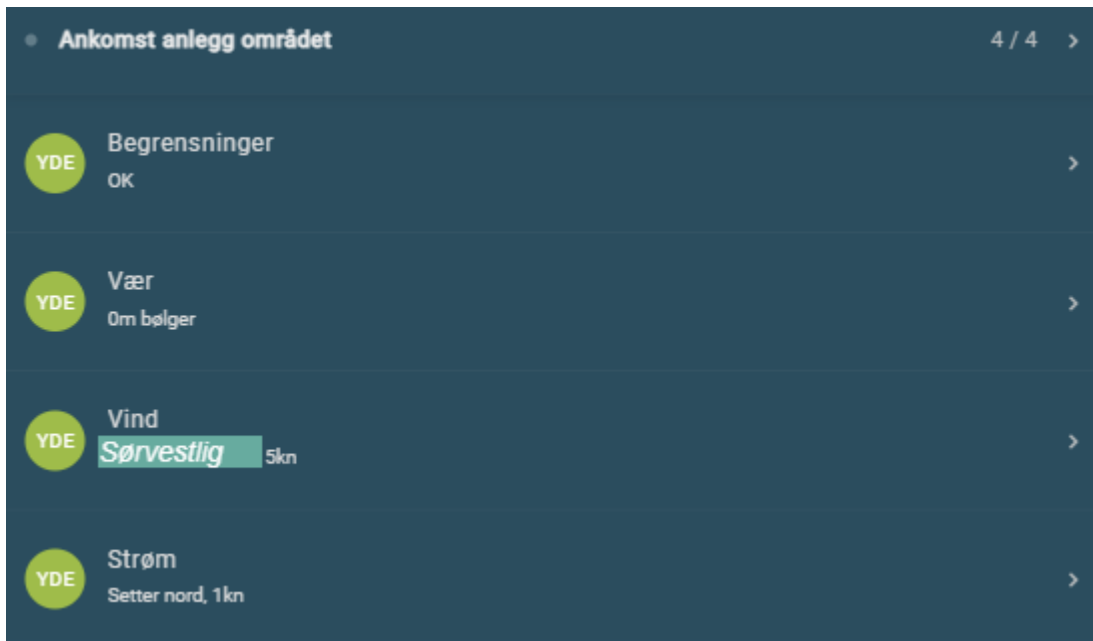 Ankomst anlegg området 4 / 4
YDE
Begrensninger
OK
YDE
Vær
0m bølger
YDE
Vind
Sørvestlig 5kn
YDE
Strøm
Setter nord, 1kn